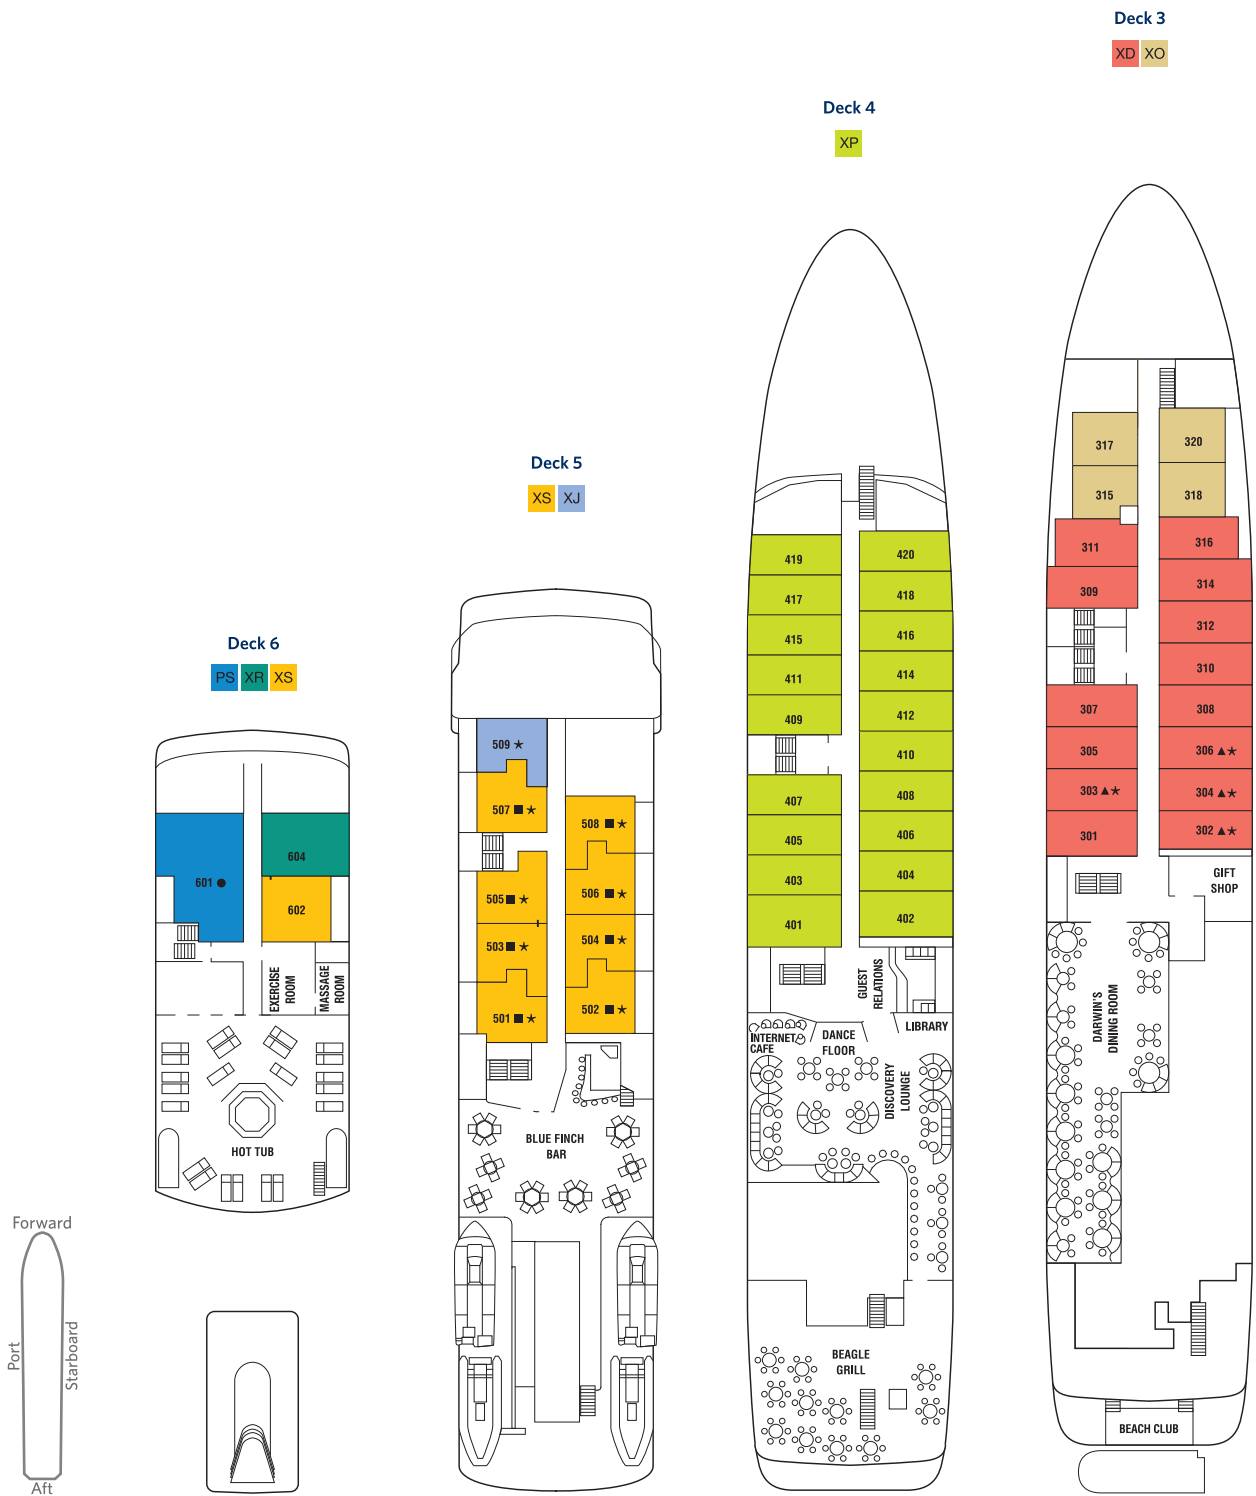 Deck 3
XD XO
317
320
315
318
311
316
309
314
312
310
307
308
305
306 ▲★
303 ▲★
304 ▲★
301
302 ▲★
GIFT
SHOP
DARWIN'S
DINING ROOM
BEACH CLUB
Deck 4
XP
419
420
417
418
415
416
411
414
409
412
410
407
408
405
406
403
404
401
402
GUEST
RELATIONS
INTERNET
CAFE
DANCE
FLOOR
LIBRARY
DISCOVERY
LOUNGE
BEAGLE
GRILL
Deck 5
XS XJ
509 ★
507 ■ ★
508 ■ ★
505 ■ ★
506 ■ ★
503 ■ ★
504 ■ ★
501 ■ ★
502 ■ ★
BLUE FINCH
BAR
Deck 6
PS XR XS
604
601 ●
602
EXERCISE
ROOM
MASSAGE
ROOM
HOT TUB
Forward
Port
Starboard
Aft